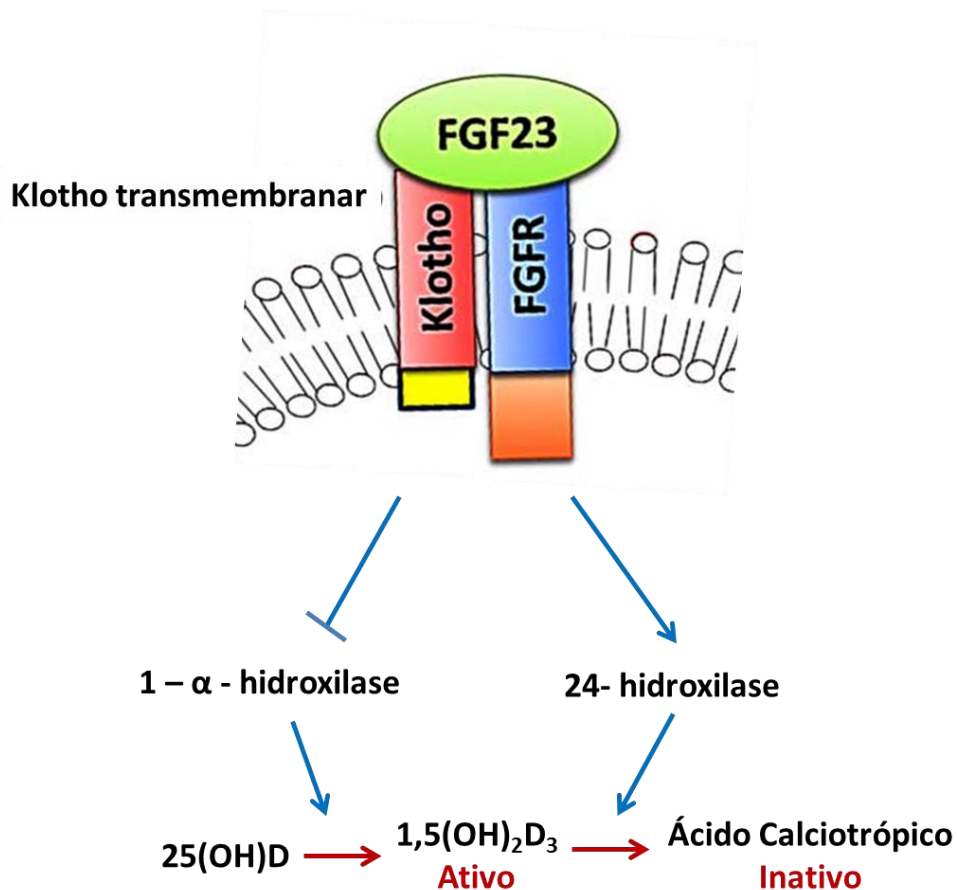 FGF23
Klotho transmembranar
Klotho
FGFR
1 – α - hidroxilase
24- hidroxilase
25(OH)D
1,5(OH)₂D₃
Ativo
Ácido Calciotrópico
Inativo